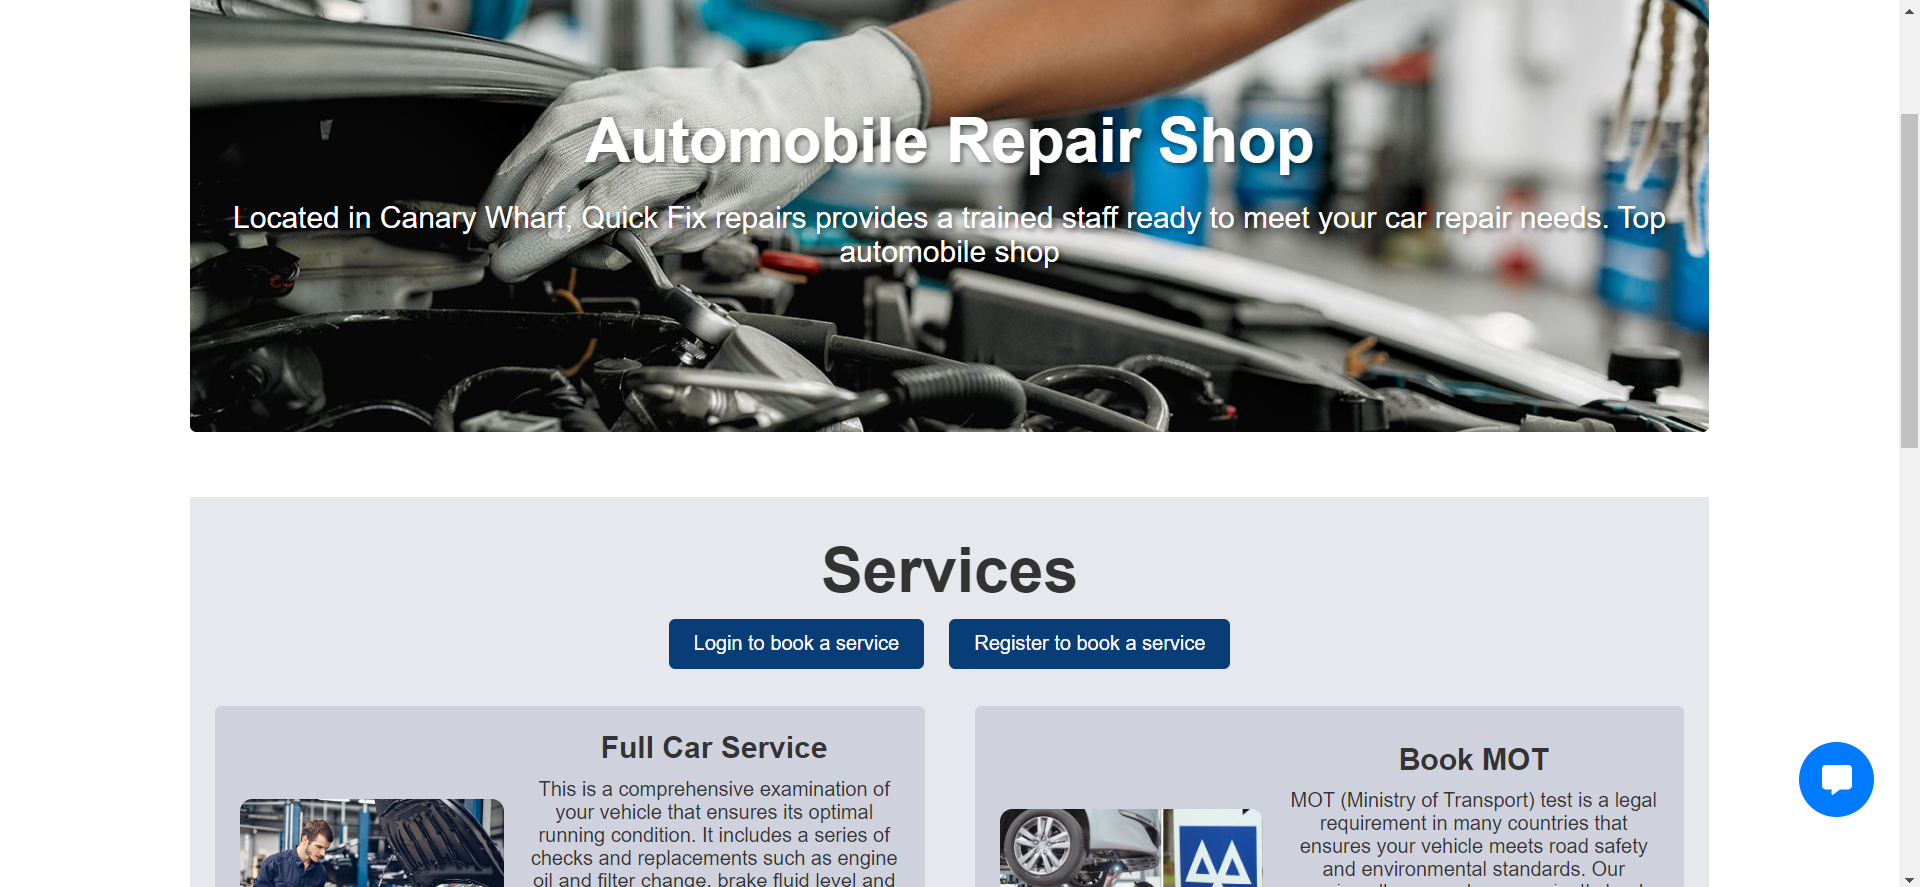 Automobile Repair Shop
Located in Canary Wharf, Quick Fix repairs provides a trained staff ready to meet your car repair needs. Top
automobile shop
Services
Login to book a service
Register to book a service
Full Car Service
This is a comprehensive examination of
your vehicle that ensures its optimal
running condition. It includes a series of
checks and replacements such as engine
oil and filter change, brake fluid level and
Book MOT
MOT (Ministry of Transport) test is a legal
requirement in many countries that
ensures your vehicle meets road safety
and environmental standards. Our